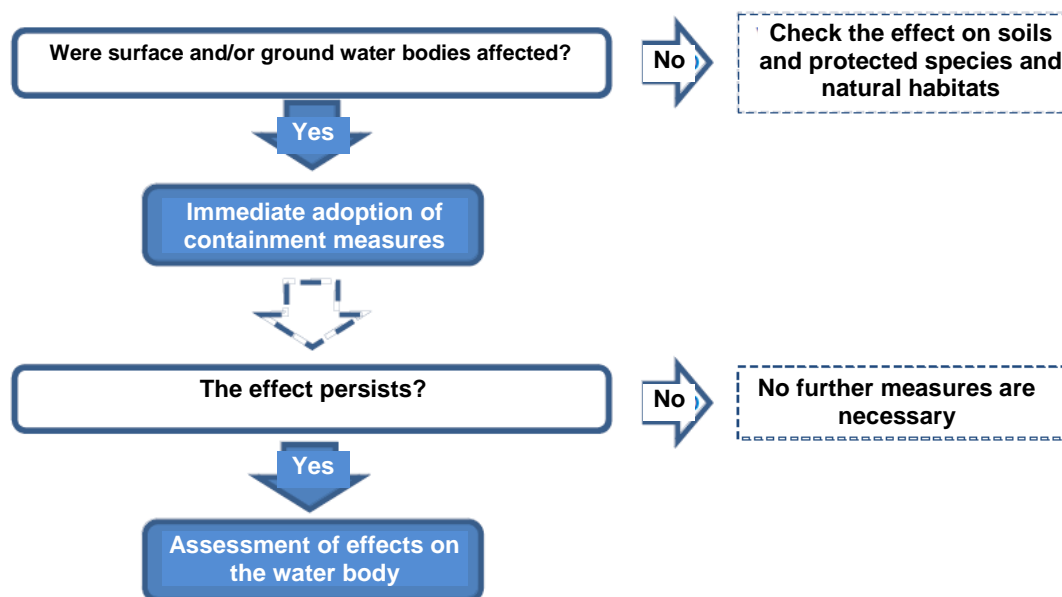 Were surface and/or ground water bodies affected?
No
Check the effect on soils
and protected species and
natural habitats
Yes
Immediate adoption of
containment measures
The effect persists?
No
No further measures are
necessary
Yes
Assessment of effects on
the water body